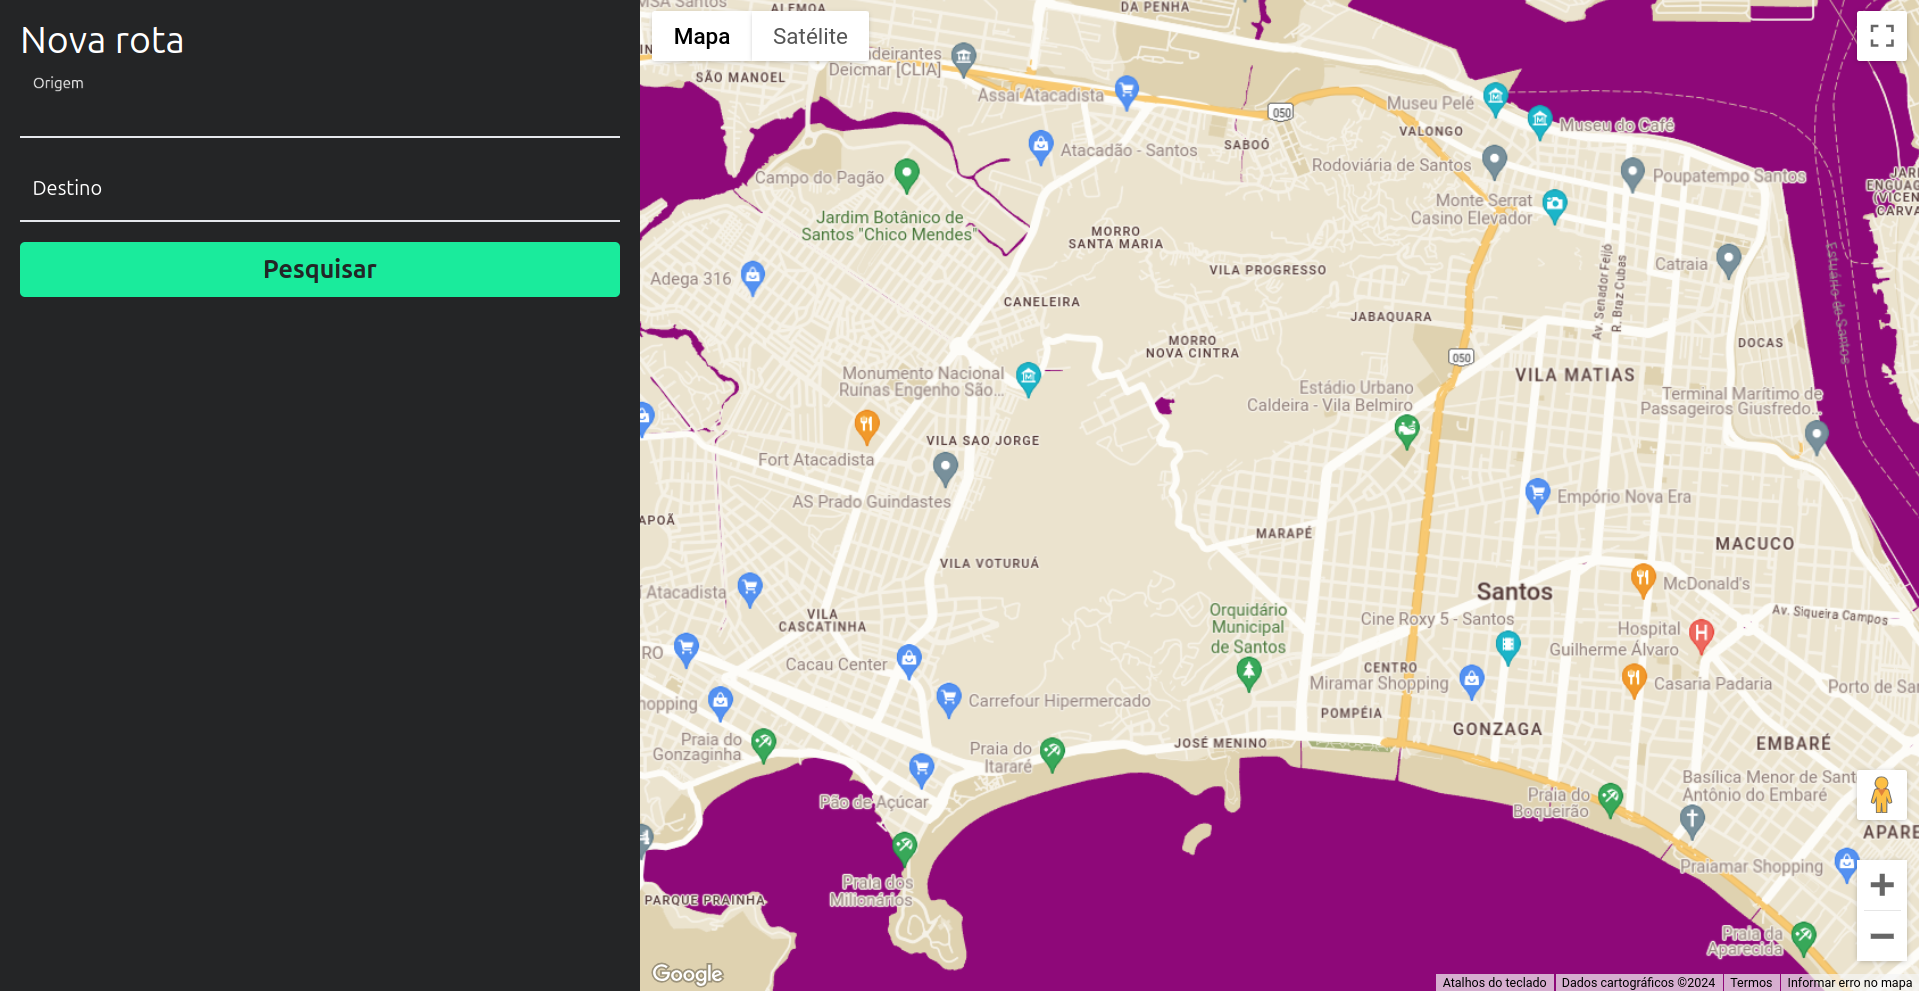 Nova rota
Origem
Destino
Pesquisar
Mapa
Satélite
MSA Santos
ALEMOA
DA PENHA
SÃO MANOEL
Deicmar [CLIA]
Assaí Atacadista
050
Museu Pelé
Museu do Café
VALONGO
SABOÓ
Atacadão - Santos
Rodoviária de Santos
Poupatempo Santos
Campo do Pagão
Monte Serrat
Casino Elevador
Jardim Botânico de
Santos "Chico Mendes"
MORRO
SANTA MARIA
VILA PROGRESSO
Adega 316
Catraia
Av. Senador Feijó
R. Braz Cubas
Estuário de Santos
CANELEIRA
JABAQUARA
MORRO
NOVA CINTRA
DOCAS
050
Monumento Nacional
Ruínas Engenho São...
Estádio Urbano
Caldeira - Vila Belmiro
VILA MATIAS
Terminal Marítimo de
Passageiros Giusfredo...
VILA SAO JORGE
Fort Atacadista
AS Prado Guindastes
Empório Nova Era
APOÃ
MARAPÉ
MACUCO
VILA VOTURUÁ
Santos
McDonald's
Atacadista
VILA
CASCATINHA
Orquidário
Municipal
de Santos
Cine Roxy 5 - Santos
Av. Siqueira Campos
Hospital
Guilherme Álvaro
RO
Cacau Center
CENTRO
Miramar Shopping
Casaria Padaria
Porto de Sa
hopping
Carrefour Hipermercado
POMPÉIA
GONZAGA
Praia do
Gonzaguinha
Praia do
Itararé
JOSÉ MENINO
EMBARÉ
Basílica Menor de Sant
Antônio do Embaré
Pão de Açúcar
Praia do
Boqueirão
APARE
Praiamar Shopping
Praia dos
Milionários
PARQUE PRAINHA
Praia da
Aparecida
Google
Atalhos do teclado
Dados cartográficos ©2024
Termos
Informar erro no mapa